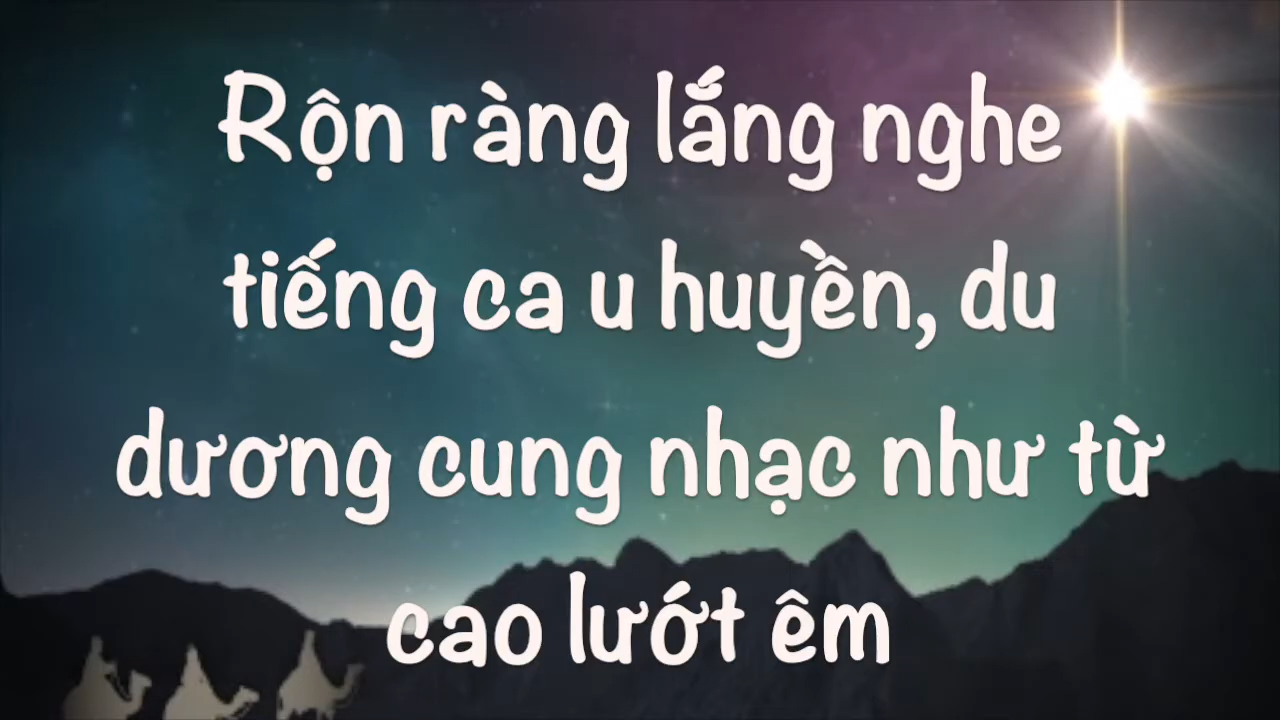 Rộn ràng lắng nghe
tiếng ca u huyền, du
dương cung nhạc như từ
cao lướt êm